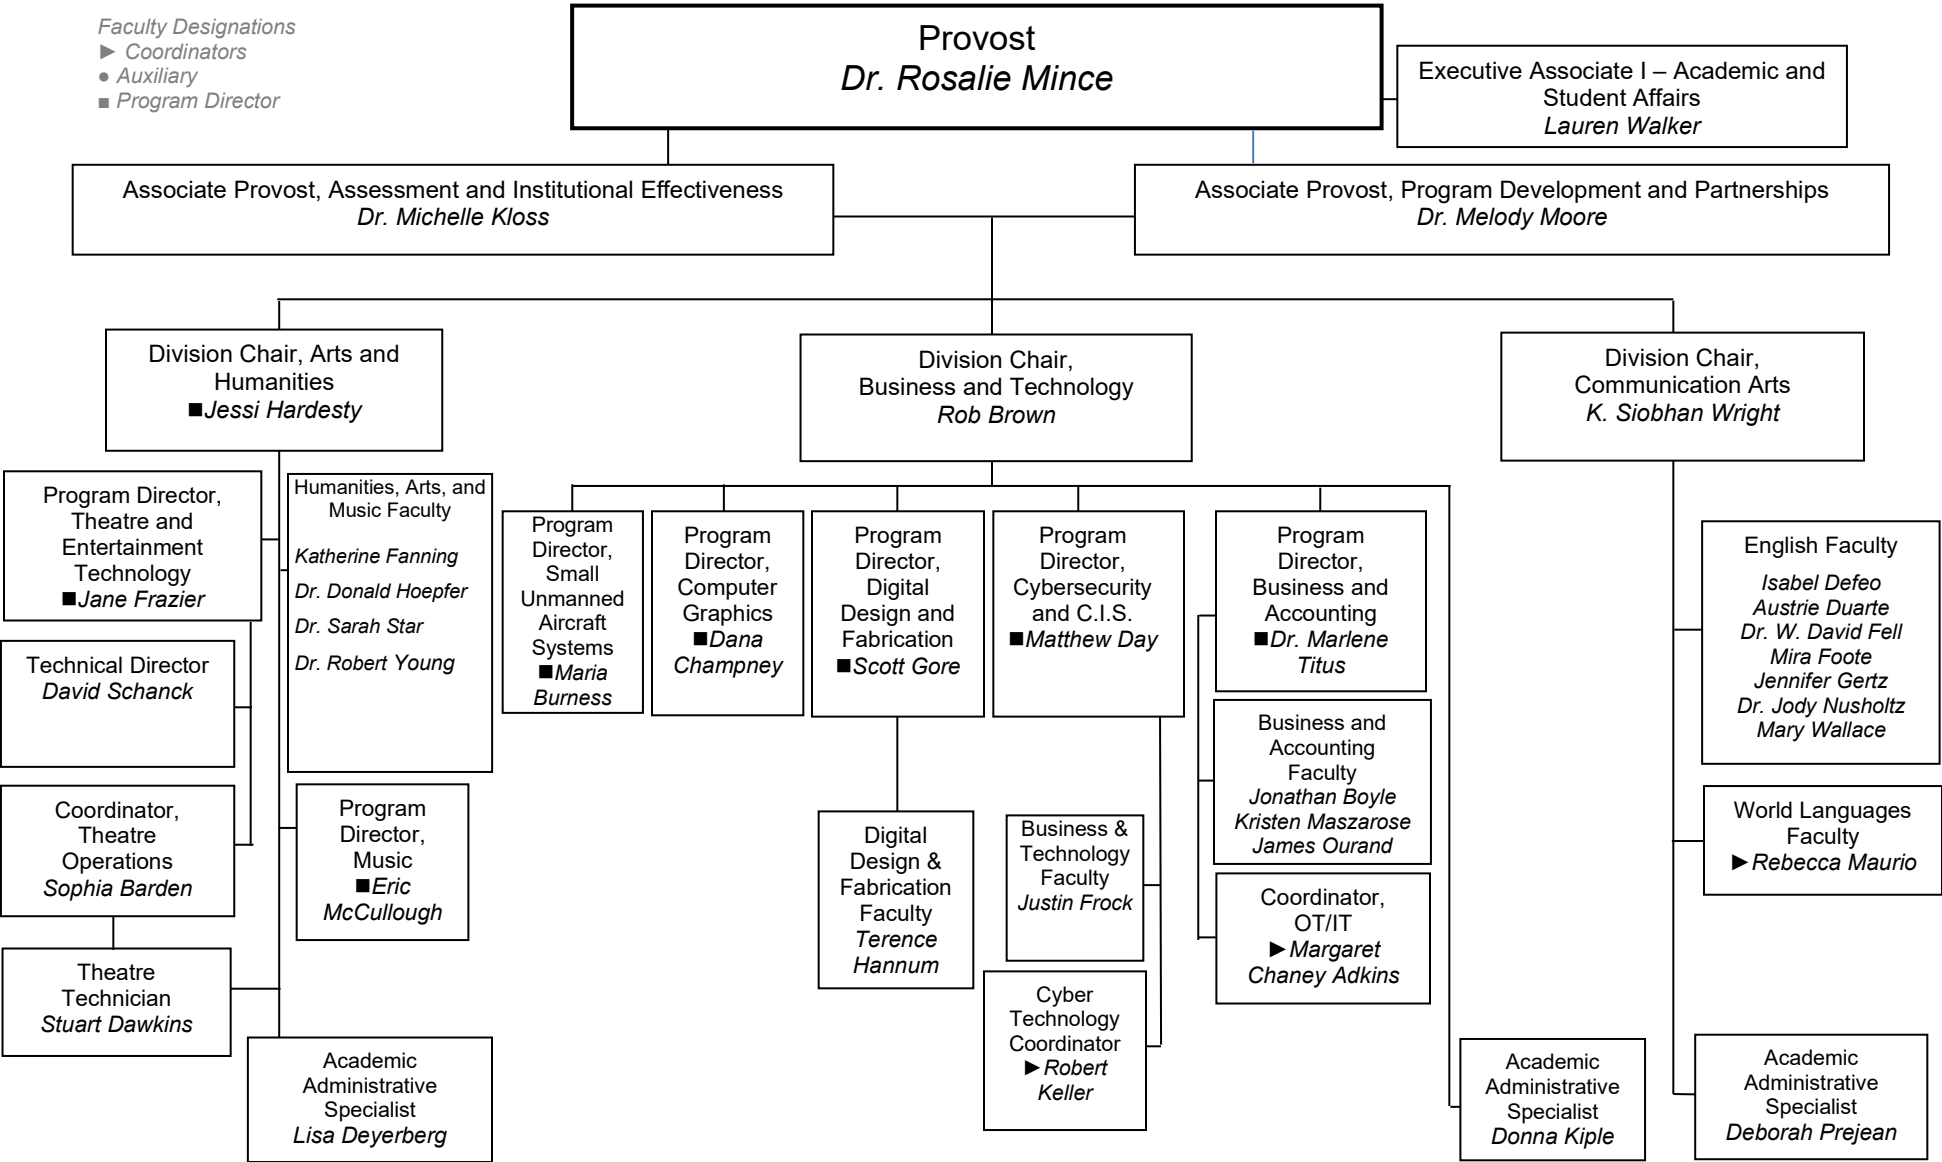 Faculty Designations
► Coordinators
● Auxiliary
■ Program Director
Provost
Dr. Rosalie Mince
Executive Associate I – Academic and
Student Affairs
Lauren Walker
Associate Provost, Assessment and Institutional Effectiveness
Dr. Michelle Kloss
Associate Provost, Program Development and Partnerships
Dr. Melody Moore
Division Chair, Arts and
Humanities
■Jessi Hardesty
Division Chair,
Business and Technology
Rob Brown
Division Chair,
Communication Arts
K. Siobhan Wright
Program Director,
Theatre and
Entertainment
Technology
■Jane Frazier
Humanities, Arts, and
Music Faculty
Katherine Fanning
Dr. Donald Hoepfer
Dr. Sarah Star
Dr. Robert Young
Technical Director
David Schanck
Coordinator,
Theatre
Operations
Sophia Barden
Program
Director,
Music
■Eric
McCullough
Theatre
Technician
Stuart Dawkins
Academic
Administrative
Specialist
Lisa Deyerberg
Program
Director,
Small
Unmanned
Aircraft
Systems
■Maria
Burness
Program
Director,
Computer
Graphics
■Dana
Champney
Program
Director,
Digital
Design and
Fabrication
■Scott Gore
Program
Director,
Cybersecurity
and C.I.S.
■Matthew Day
Program
Director,
Business and
Accounting
■Dr. Marlene
Titus
Digital
Design &
Fabrication
Faculty
Terence
Hannum
Business &
Technology
Faculty
Justin Frock
Cyber
Technology
Coordinator
►Robert
Keller
Business and
Accounting
Faculty
Jonathan Boyle
Kristen Maszarose
James Ourand
Coordinator,
OT/IT
►Margaret
Chaney Adkins
Academic
Administrative
Specialist
Donna Kiple
English Faculty
Isabel Defeo
Austrie Duarte
Dr. W. David Fell
Mira Foote
Jennifer Gertz
Dr. Jody Nusholtz
Mary Wallace
World Languages
Faculty
►Rebecca Maurio
Academic
Administrative
Specialist
Deborah Prejean